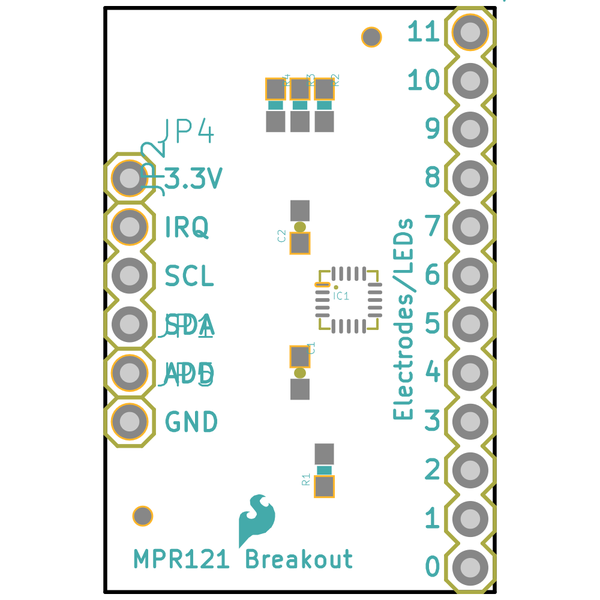 11
R4 R3 R2
10
9
JP4
JP2
3.3V
8
IRQ
7
C2
Electrodes/LEDs
SCL
6
IC1
SDA
JP1
5
C1
ADD
JP5
4
GND
3
2
R1
1
MPR121 Breakout
0